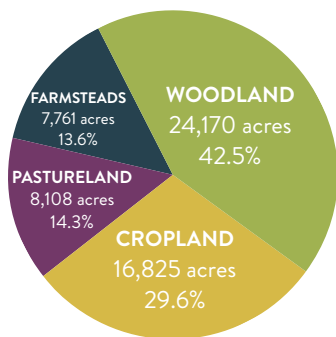 WOODLAND
24,170 acres
42.5%
FARMSTEADS
7,761 acres
13.6%
PASTURELAND
8,108 acres
14.3%
CROPLAND
16,825 acres
29.6%